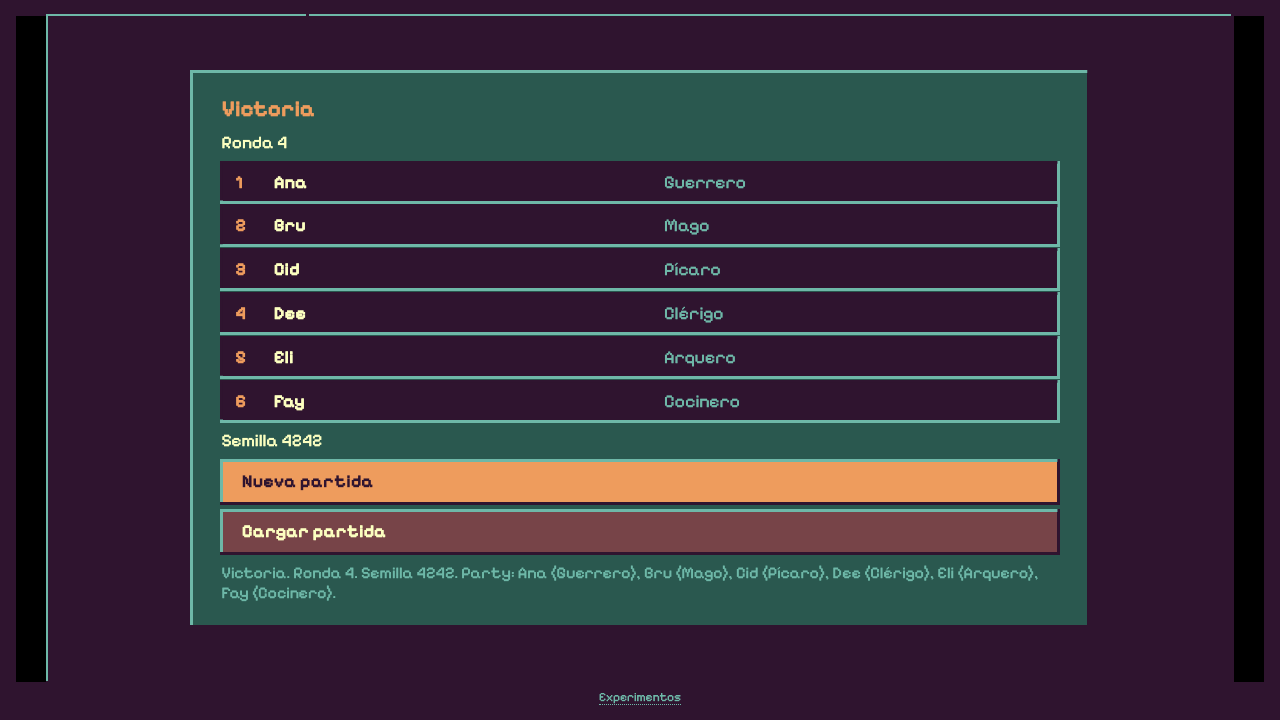 Victoria
Ronda 4
1 Ana Guerrero
2 Bru Mago
3 Cid Pícaro
4 Dee Clérigo
5 Eli Arquero
6 Fay Cocinero
Semilla 4242
Nueva partida
Cargar partida
Victoria. Ronda 4. Semilla 4242. Party: Ana (Guerrero), Bru (Mago), Cid (Pícaro), Dee (Clérigo), Eli (Arquero),
Fay (Cocinero).
Experimentos